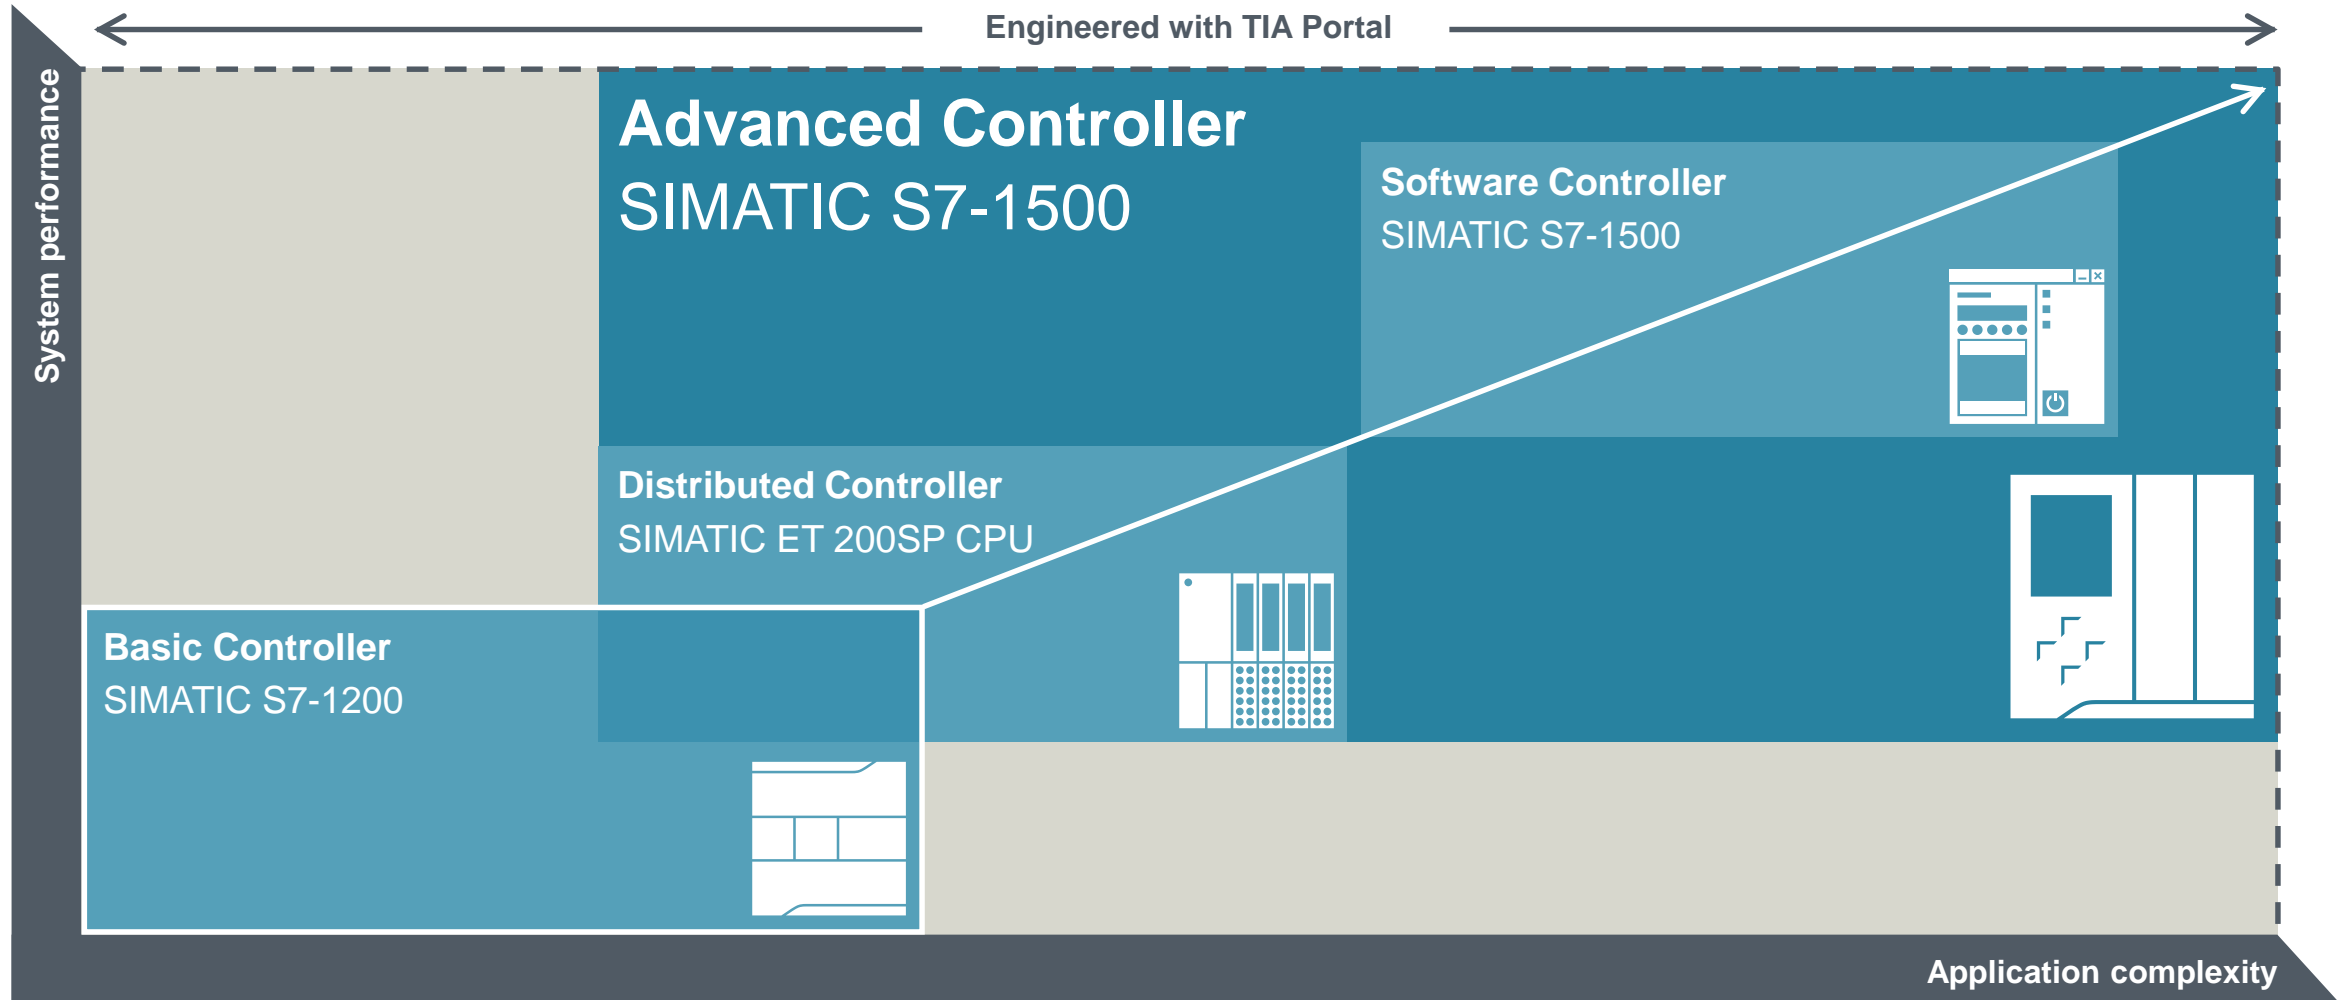 Engineered with TIA Portal
System performance
Advanced Controller
SIMATIC S7-1500
Software Controller
SIMATIC S7-1500
Distributed Controller
SIMATIC ET 200SP CPU
Basic Controller
SIMATIC S7-1200
Application complexity